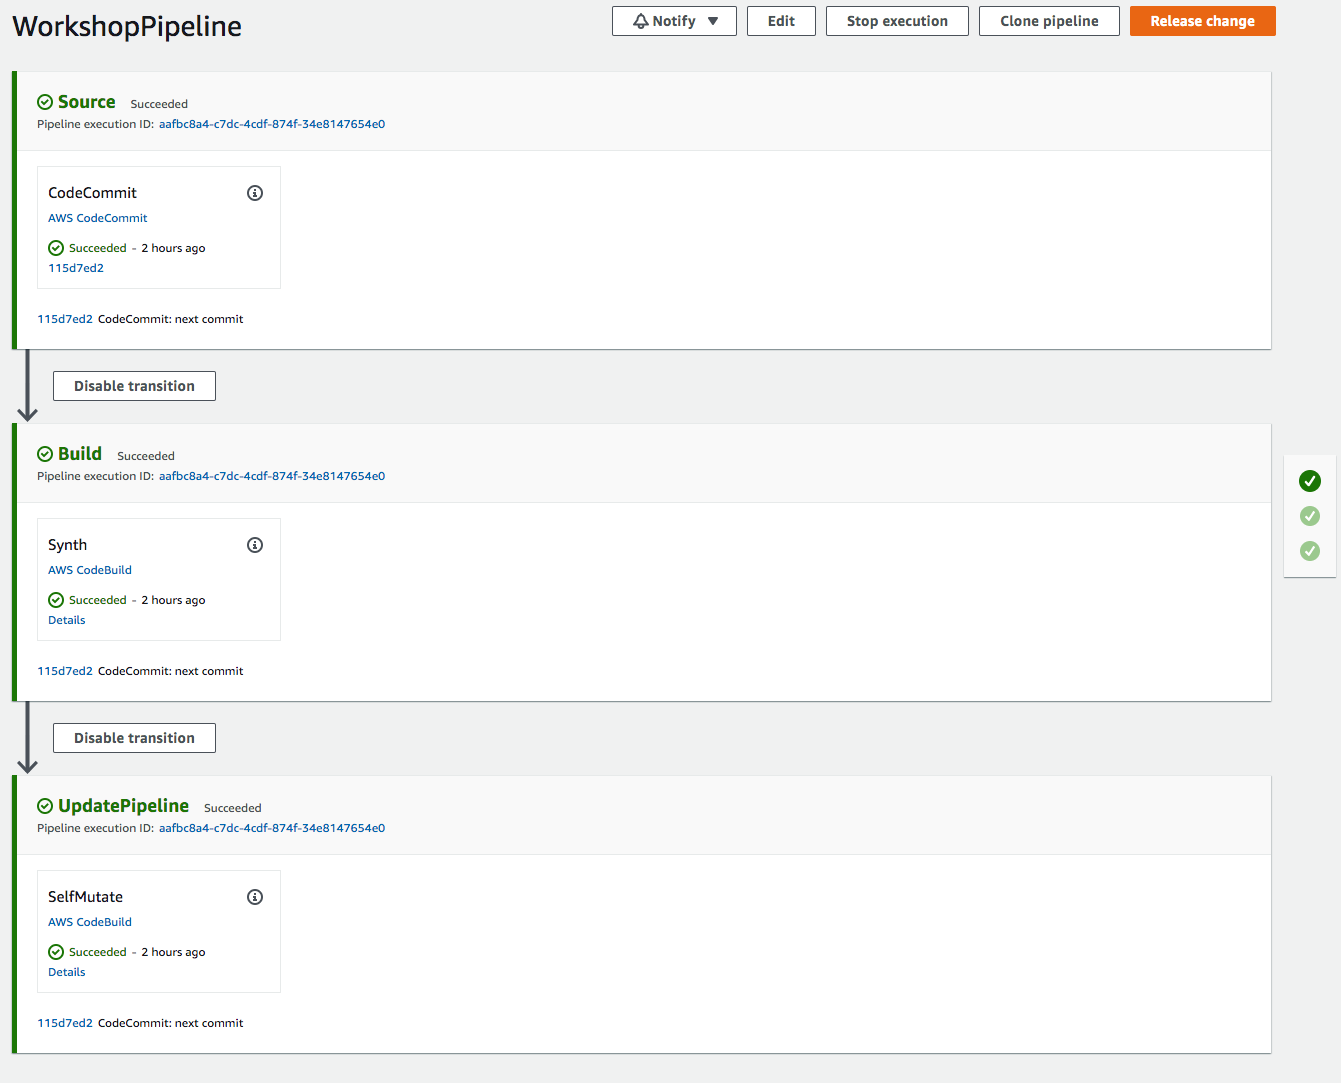 WorkshopPipeline
Notify
Edit
Stop execution
Clone pipeline
Release change
Source Succeeded
Pipeline execution ID: aafbc8a4-c7dc-4cdf-874f-34e8147654e0
CodeCommit
AWS CodeCommit
Succeeded - 2 hours ago
115d7ed2
115d7ed2 CodeCommit: next commit
Disable transition
Build Succeeded
Pipeline execution ID: aafbc8a4-c7dc-4cdf-874f-34e8147654e0
Synth
AWS CodeBuild
Succeeded - 2 hours ago
Details
115d7ed2 CodeCommit: next commit
Disable transition
UpdatePipeline Succeeded
Pipeline execution ID: aafbc8a4-c7dc-4cdf-874f-34e8147654e0
SelfMutate
AWS CodeBuild
Succeeded - 2 hours ago
Details
115d7ed2 CodeCommit: next commit